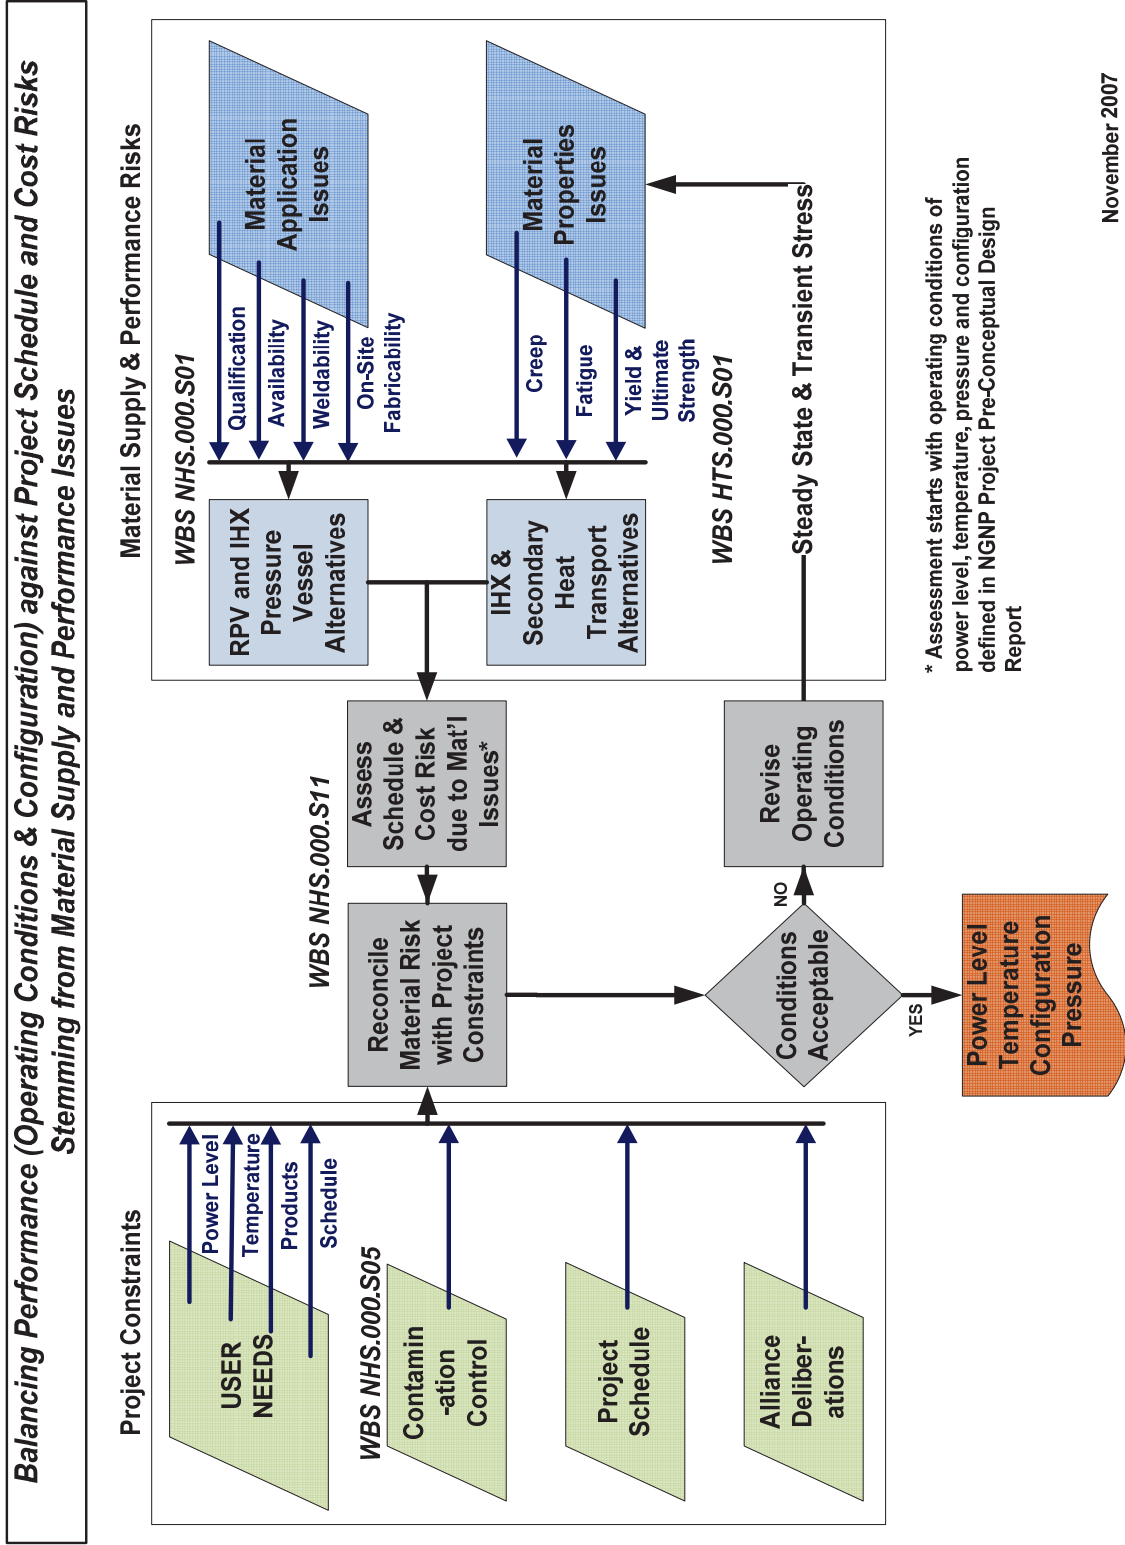 Balancing Performance (Operating Conditions & Configuration) against Project Schedule and Cost Risks
Stemming from Material Supply and Performance Issues
Project Constraints
USER
NEEDS
Power Level
Temperature
Products
Schedule
WBS NHS.000.S05
Contamin
-ation
Control
Project
Schedule
Alliance
Deliber-
ations
WBS NHS.000.S11
Reconcile
Material Risk
with Project
Constraints
Assess
Schedule &
Cost Risk
due to Mat'l
Issues*
Conditions
Acceptable
NO
YES
Revise
Operating
Conditions
Power Level
Temperature
Configuration
Pressure
Material Supply & Performance Risks
WBS NHS.000.S01
RPV and IHX
Pressure
Vessel
Alternatives
Qualification
Availability
Weldability
On-Site
Fabricability
Material
Application
Issues
IHX &
Secondary
Heat
Transport
Alternatives
Creep
Fatigue
Yield &
Ultimate
Strength
Material
Properties
Issues
WBS HTS.000.S01
Steady State & Transient Stress
* Assessment starts with operating conditions of
power level, temperature, pressure and configuration
defined in NGNP Project Pre-Conceptual Design
Report
November 2007